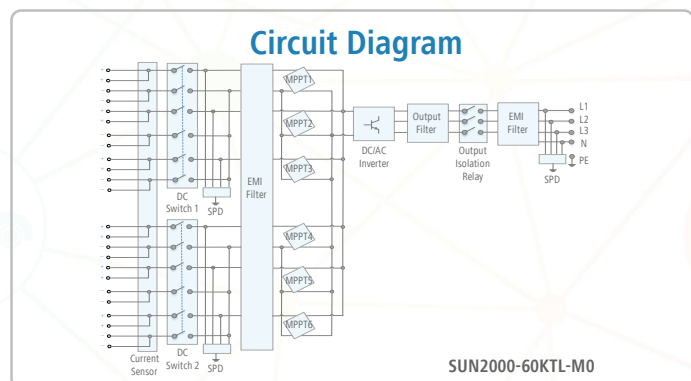 Circuit Diagram
MPPT1
MPPT2
MPPT3
MPPT4
MPPT5
MPPT6
EMI
Filter
DC
Switch 1
SPD
DC
Switch 2
SPD
Current
Sensor
DC/AC
Inverter
Output
Filter
Output
Isolation
Relay
EMI
Filter
L1
L2
L3
N
PE
SPD
SUN2000-60KTL-M0